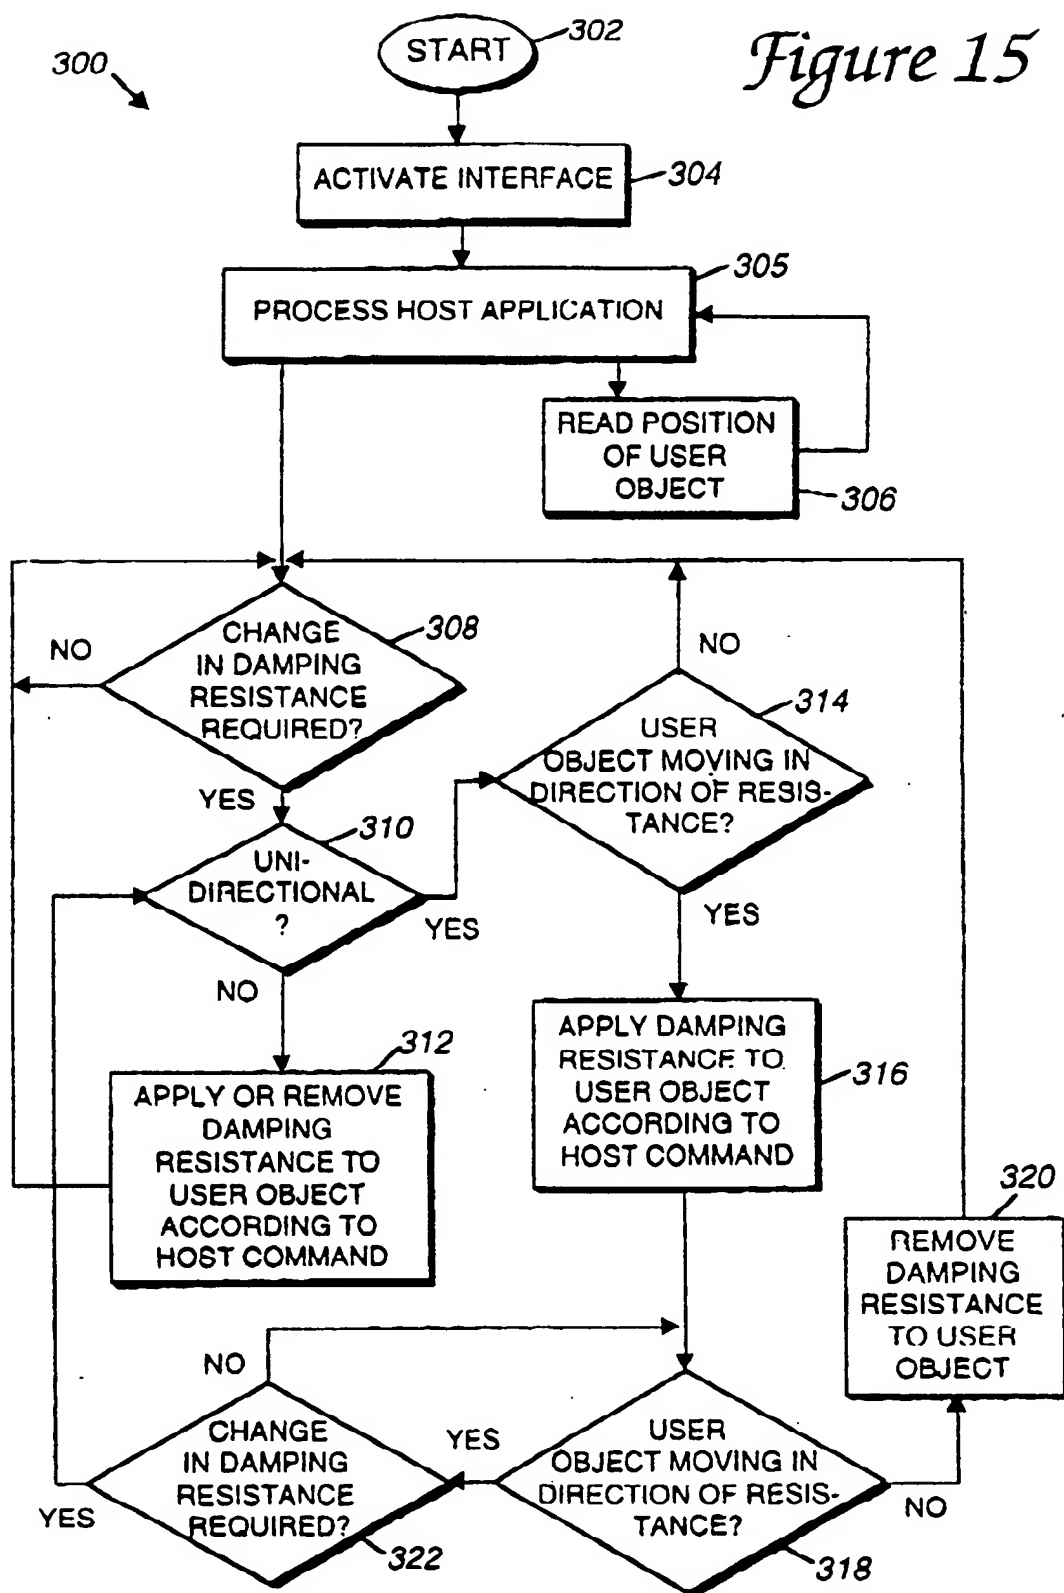 Figure 15
300
START
302
ACTIVATE INTERFACE
304
PROCESS HOST APPLICATION
305
READ POSITION
OF USER
OBJECT
306
CHANGE
IN DAMPING
RESISTANCE
REQUIRED?
308
NO
YES
UNI-
DIRECTIONAL
?
310
YES
NO
APPLY OR REMOVE
DAMPING
RESISTANCE TO
USER OBJECT
ACCORDING TO
HOST COMMAND
312
USER
OBJECT MOVING IN
DIRECTION OF RESIS-
TANCE?
314
NO
YES
APPLY DAMPING
RESISTANCE TO
USER OBJECT
ACCORDING TO
HOST COMMAND
316
USER
OBJECT MOVING IN
DIRECTION OF RESIS-
TANCE?
318
YES
NO
REMOVE
DAMPING
RESISTANCE
TO USER
OBJECT
320
CHANGE
IN DAMPING
RESISTANCE
REQUIRED?
322
NO
YES